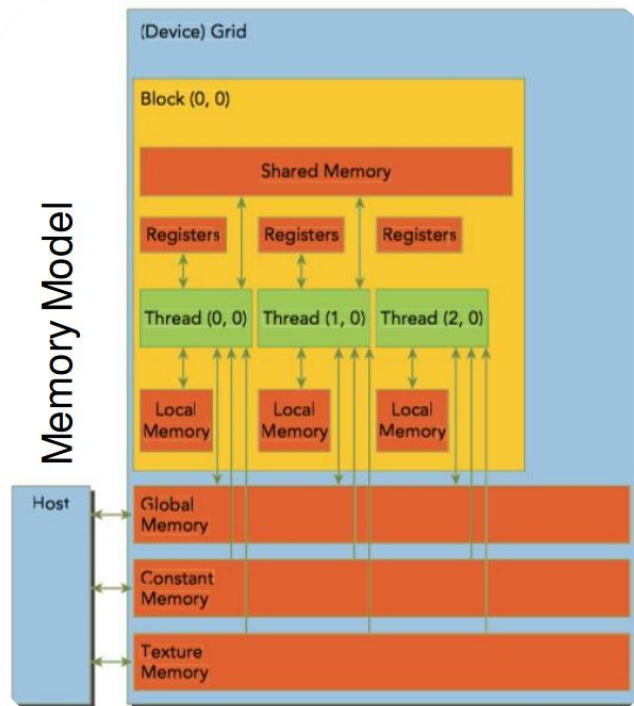 Memory Model
(Device) Grid
Block (0, 0)
Shared Memory
Registers
Registers
Registers
Thread (0, 0)
Thread (1, 0)
Thread (2, 0)
Local
Memory
Local
Memory
Local
Memory
Host
Global
Memory
Constant
Memory
Texture
Memory